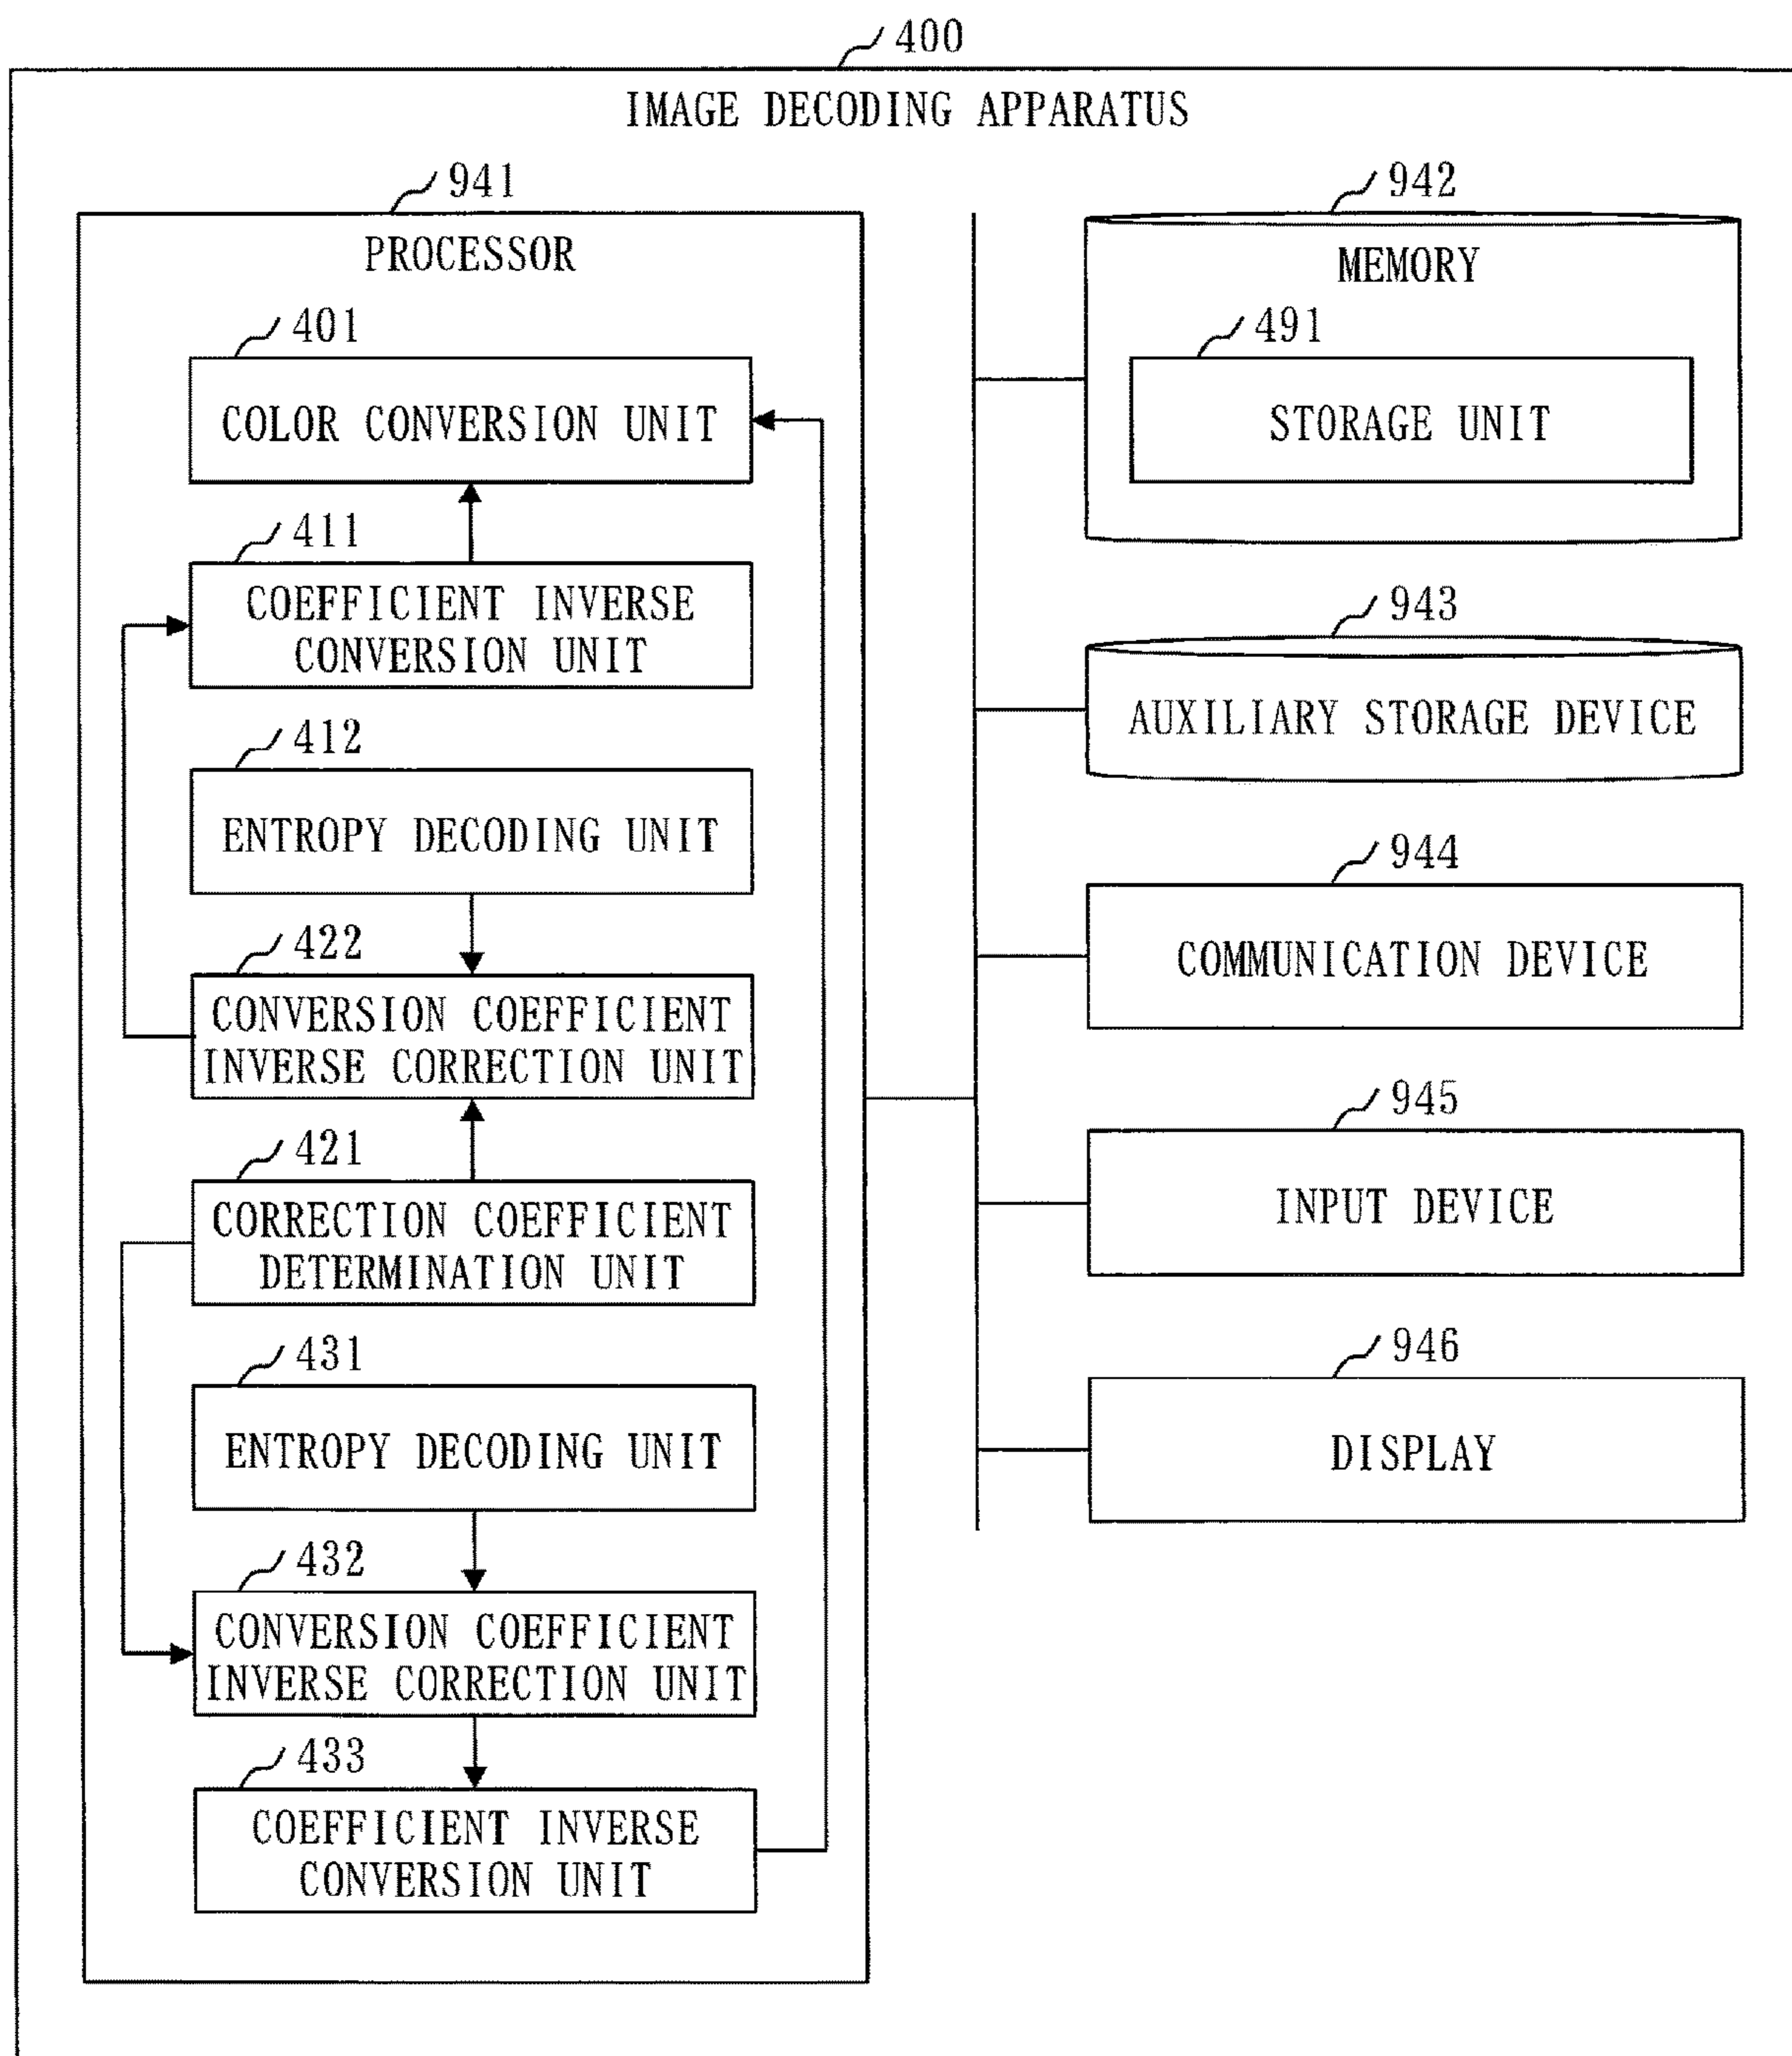 400
IMAGE DECODING APPARATUS
941
PROCESSOR
401
COLOR CONVERSION UNIT
411
COEFFICIENT INVERSE
CONVERSION UNIT
412
ENTROPY DECODING UNIT
422
CONVERSION COEFFICIENT
INVERSE CORRECTION UNIT
421
CORRECTION COEFFICIENT
DETERMINATION UNIT
431
ENTROPY DECODING UNIT
432
CONVERSION COEFFICIENT
INVERSE CORRECTION UNIT
433
COEFFICIENT INVERSE
CONVERSION UNIT
942
MEMORY
491
STORAGE UNIT
943
AUXILIARY STORAGE DEVICE
944
COMMUNICATION DEVICE
945
INPUT DEVICE
946
DISPLAY